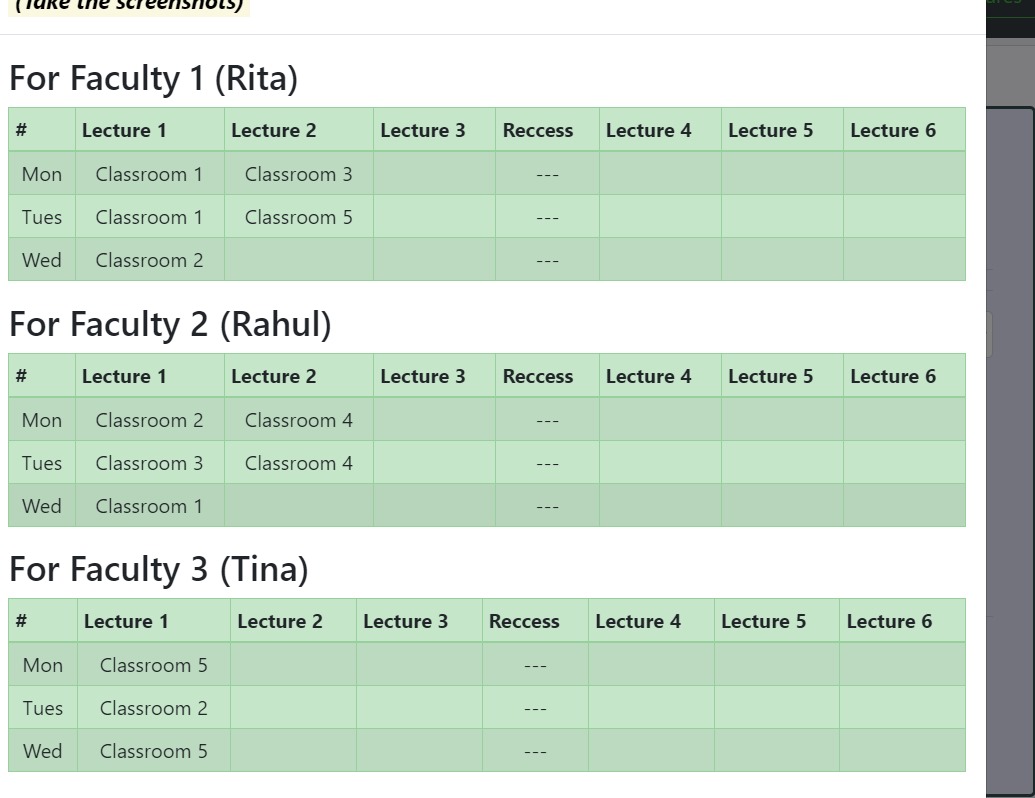 (Take the screenshots)
For Faculty 1 (Rita)
# Lecture 1 Lecture 2 Lecture 3 Reccess Lecture 4 Lecture 5 Lecture 6
Mon Classroom 1 Classroom 3 ---
Tues Classroom 1 Classroom 5 ---
Wed Classroom 2 ---
For Faculty 2 (Rahul)
# Lecture 1 Lecture 2 Lecture 3 Reccess Lecture 4 Lecture 5 Lecture 6
Mon Classroom 2 Classroom 4 ---
Tues Classroom 3 Classroom 4 ---
Wed Classroom 1 ---
For Faculty 3 (Tina)
# Lecture 1 Lecture 2 Lecture 3 Reccess Lecture 4 Lecture 5 Lecture 6
Mon Classroom 5 ---
Tues Classroom 2 ---
Wed Classroom 5 ---